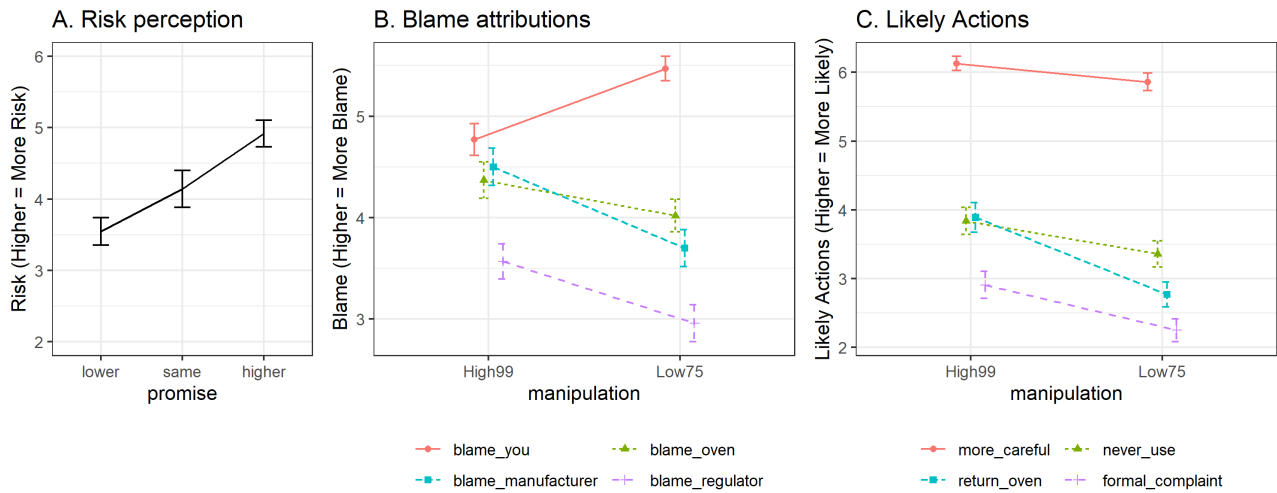 A. Risk perception
Risk (Higher = More Risk)
6
5
4
3
2
lower same higher
promise
B. Blame attributions
Blame (Higher = More Blame)
5
4
3
High99 Low75
manipulation
blame_you blame_oven
blame_manufacturer blame_regulator
C. Likely Actions
Likely Actions (Higher = More Likely)
6
5
4
3
2
High99 Low75
manipulation
more_careful never_use
return_oven formal_complaint